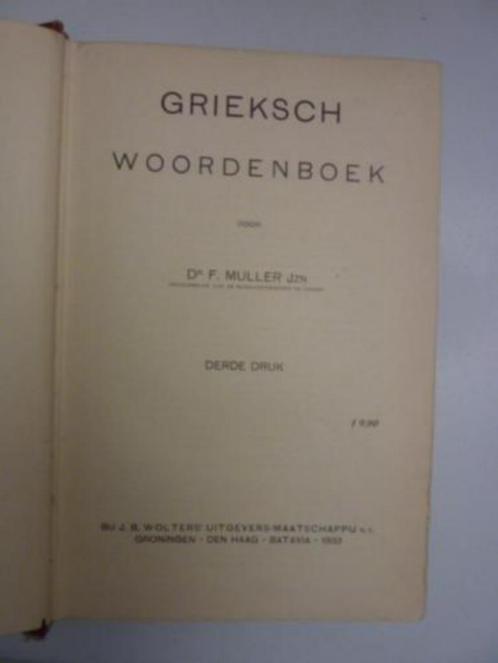 GRIEKSCH
WOORDENBOEK
DOOR
DR F. MULLER JZN
DERDE DRUK
BIJ J. B. WOLTERS' UITGEVERS-MAATSCHAPPIJ N.V.
GRONINGEN - DEN HAAG - BATAVIA - 1933